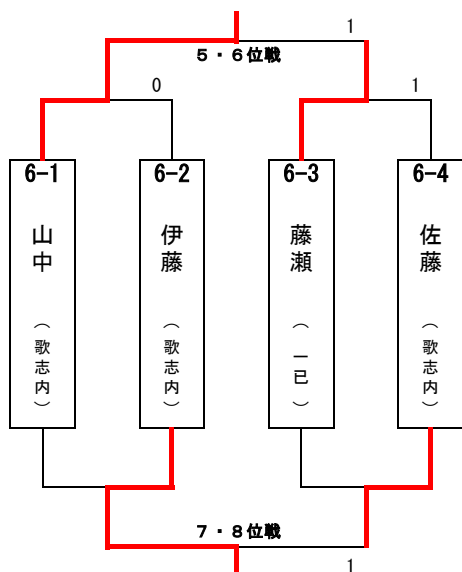 1
5・6位戦
0
1
6-1
6-2
6-3
6-4
山中
伊藤
藤瀬
佐藤
（歌志内）
（歌志内）
（一已）
（歌志内）
7・8位戦
1